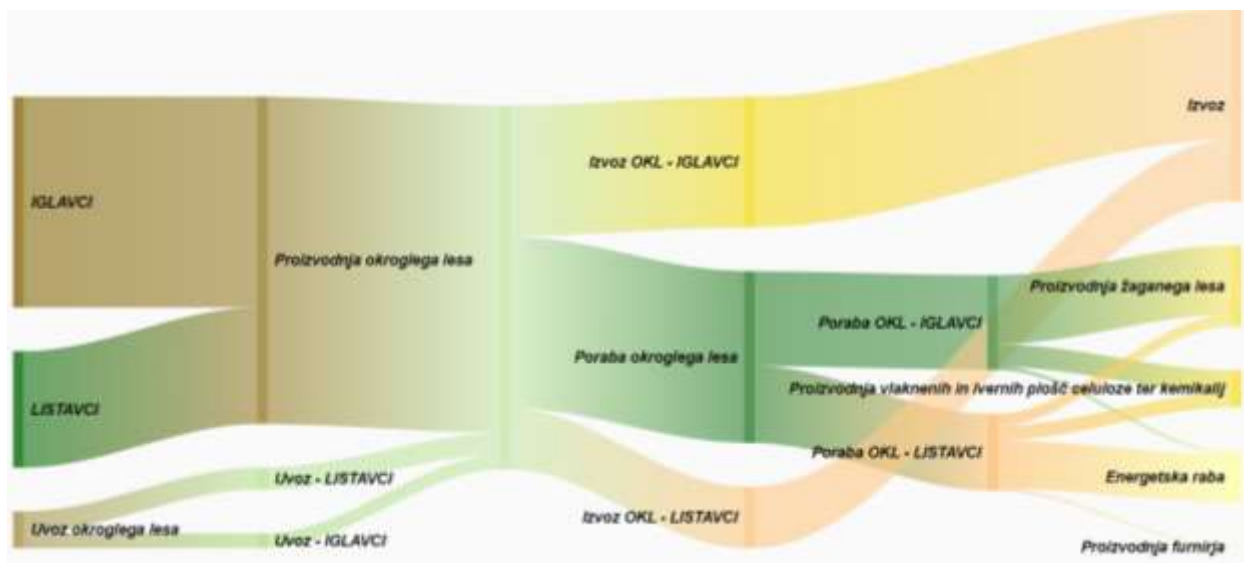 Izvoz
Izvoz OKL - IGLAVCI
IGLAVCI
Proizvodnja okroglega lesa
Proizvodnja žaganega lesa
Poraba OKL - IGLAVCI
Poraba okroglega lesa
Proizvodnja vlaknenih in ivernih plošč celuloze ter kemikalij
LISTAVCI
Poraba OKL - LISTAVCI
Uvoz - LISTAVCI
Energetska raba
Izvoz OKL - LISTAVCI
Uvoz okroglega lesa
Uvoz - IGLAVCI
Proizvodnja furnirja